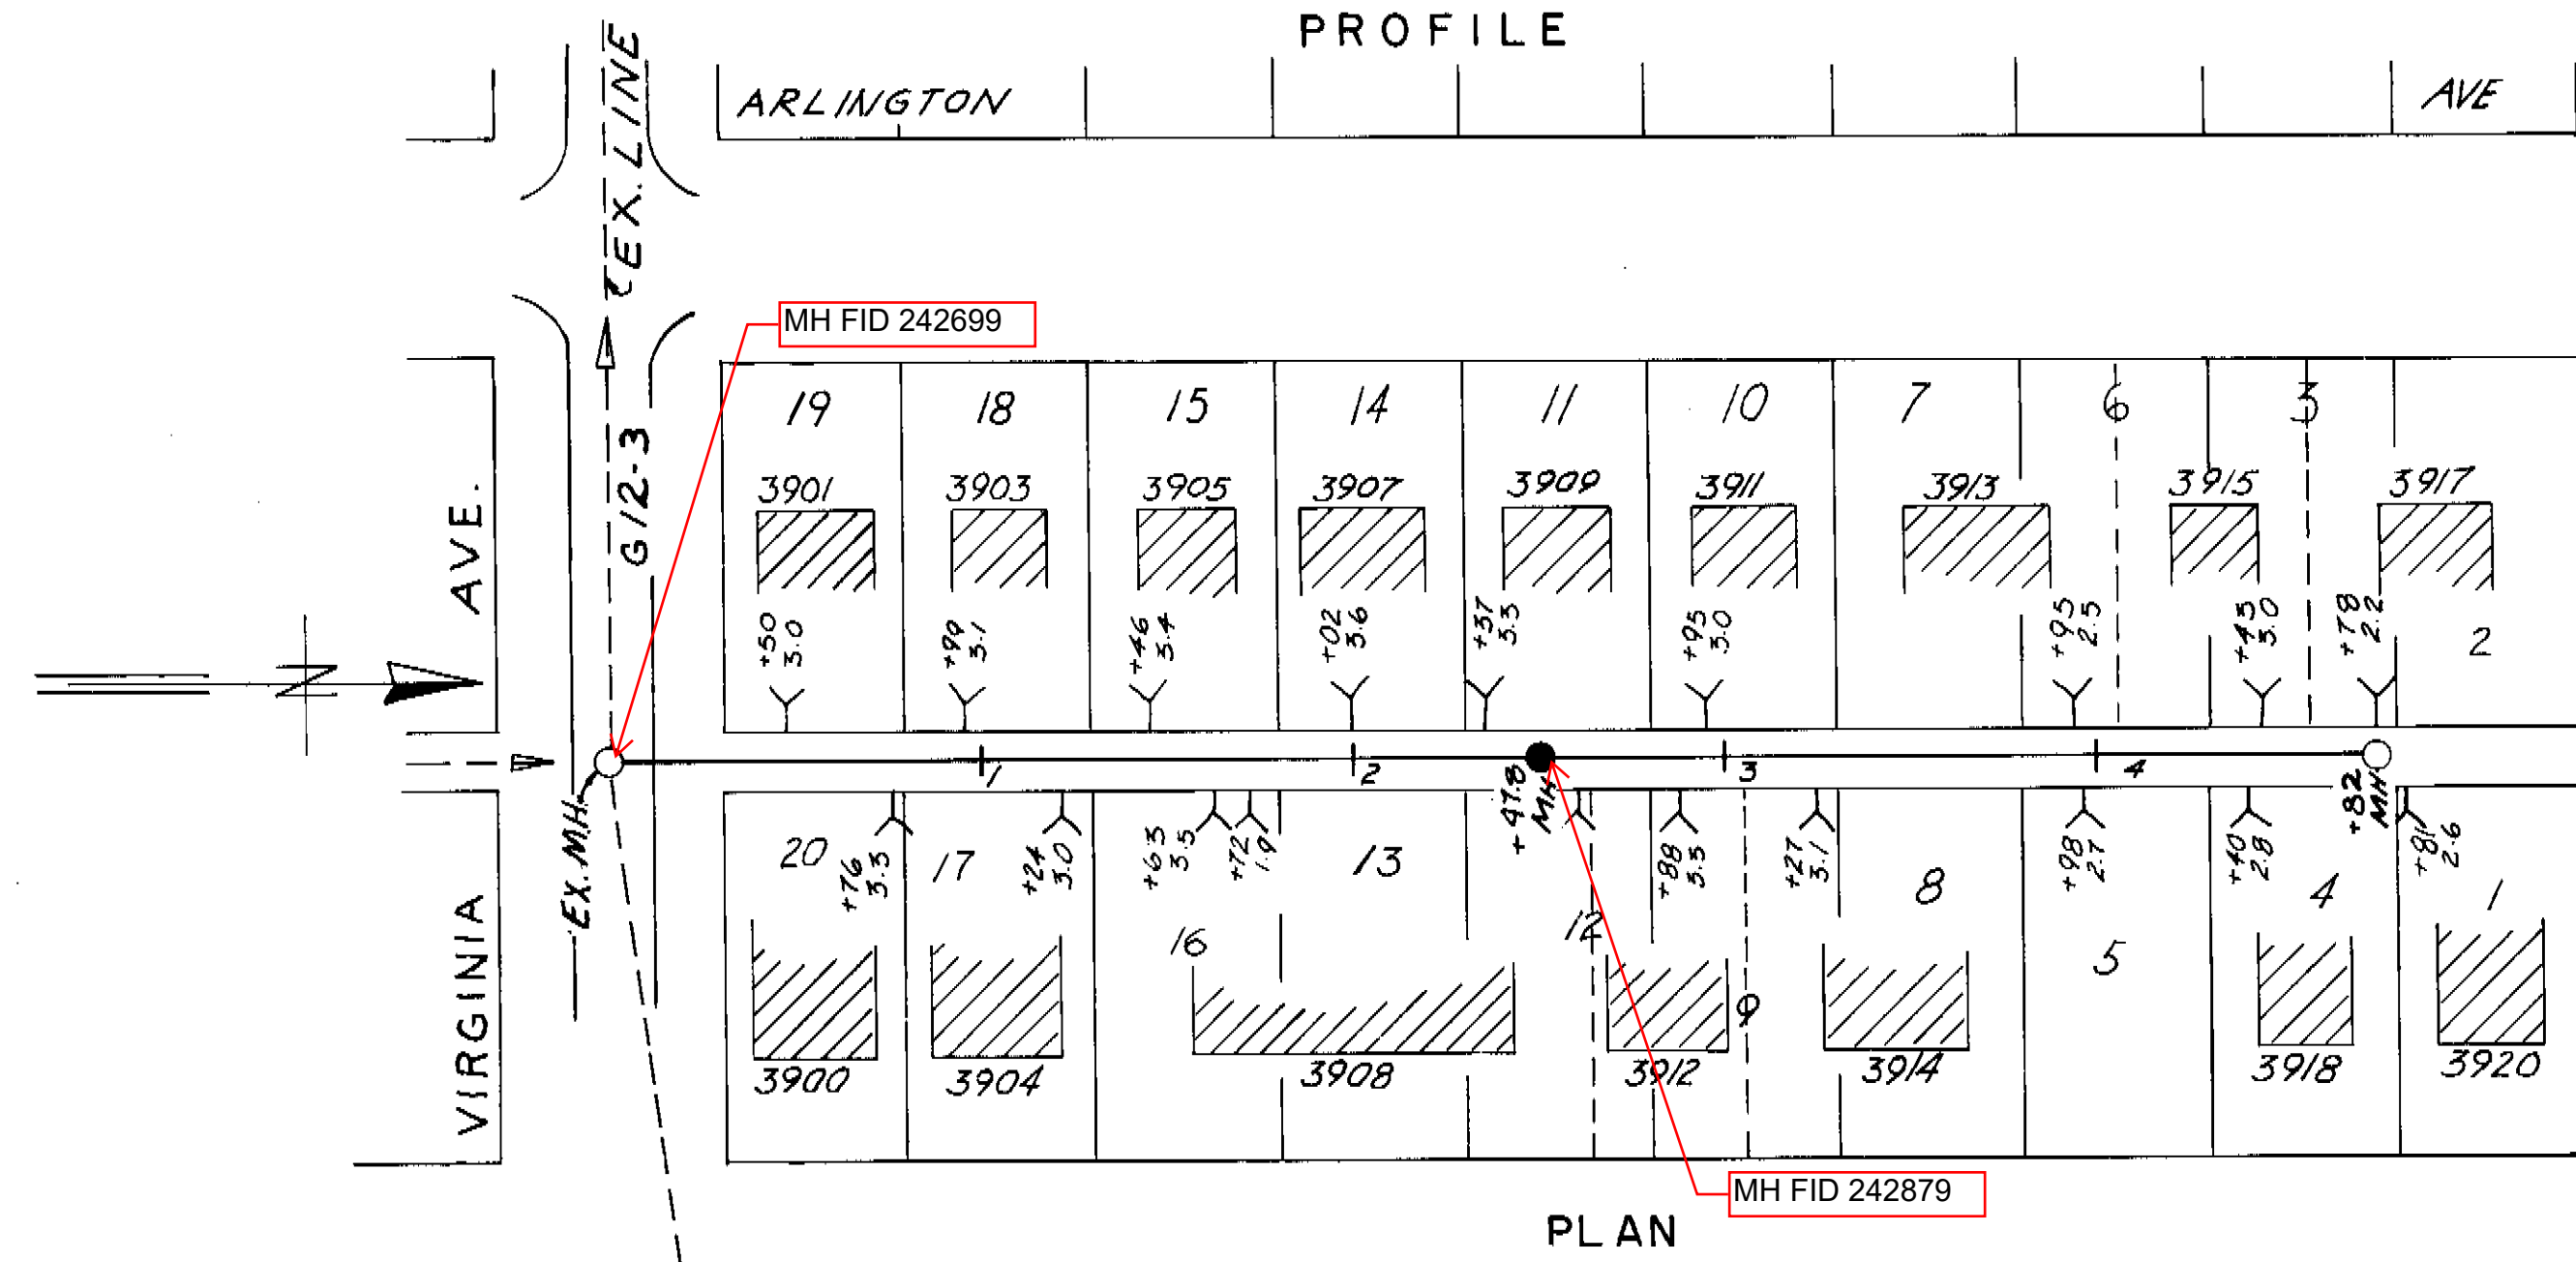 PROFILE
ARLINGTON AVE
EX. LINE
MH FID 242699
G12-3
VIRGINIA AVE.
N
19 18 15 14 11 10 7 6 3
3901 3903 3905 3907 3909 3911 3913 3915 3917
2
+50 3.0
+99 3.1
+46 3.4
+02 3.6
+37 3.3
+95 3.0
+95 2.5
+43 3.0
+78 2.2
1 2 3 4
EX. MH.
+47.8 MH
+82 MH
+76 3.3
+24 3.0
+63 3.5
+72 1.9
+88 3.3
+27 3.1
+98 2.7
+40 2.8
+81 2.6
20 17 16 13 12 9 8 5 4 1
3900 3904 3908 3912 3914 3918 3920
MH FID 242879
PLAN